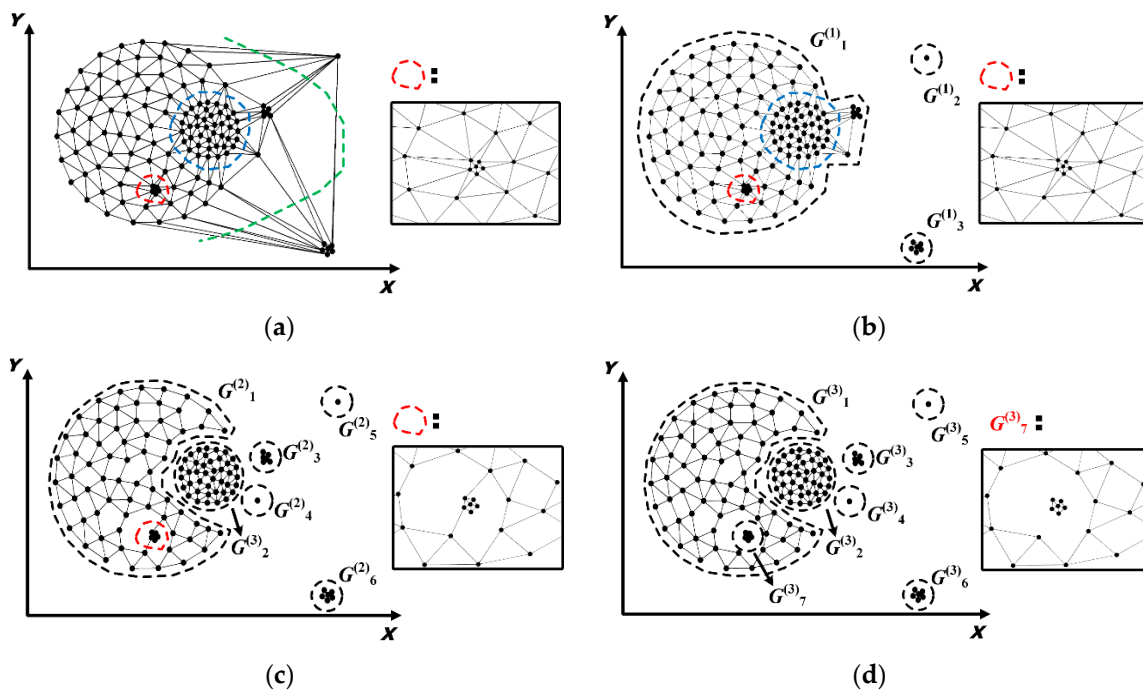 Y
X
:
(a)
Y
G(1)1
G(1)2
G(1)3
X
:
(b)
Y
G(2)1
G(2)5
G(2)3
G(2)4
G(3)2
G(2)6
X
:
(c)
Y
G(3)1
G(3)5
G(3)3
G(3)4
G(3)2
G(3)7
G(3)6
X
G(3)7 :
(d)